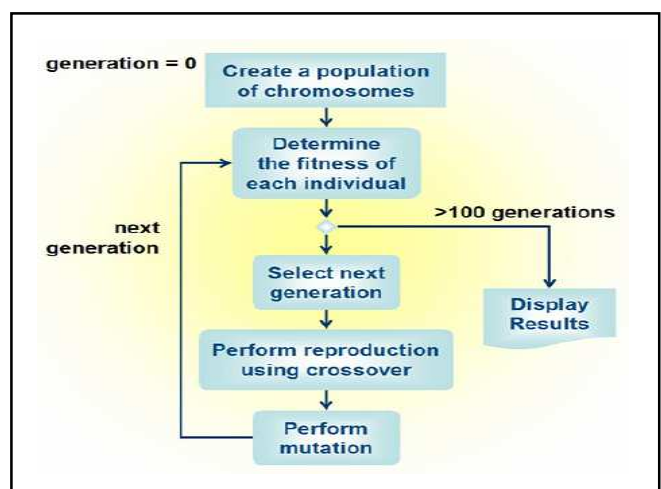 generation = 0
Create a population
of chromosomes
Determine
the fitness of
each individual
>100 generations
next
generation
Select next
generation
Display
Results
Perform reproduction
using crossover
Perform
mutation